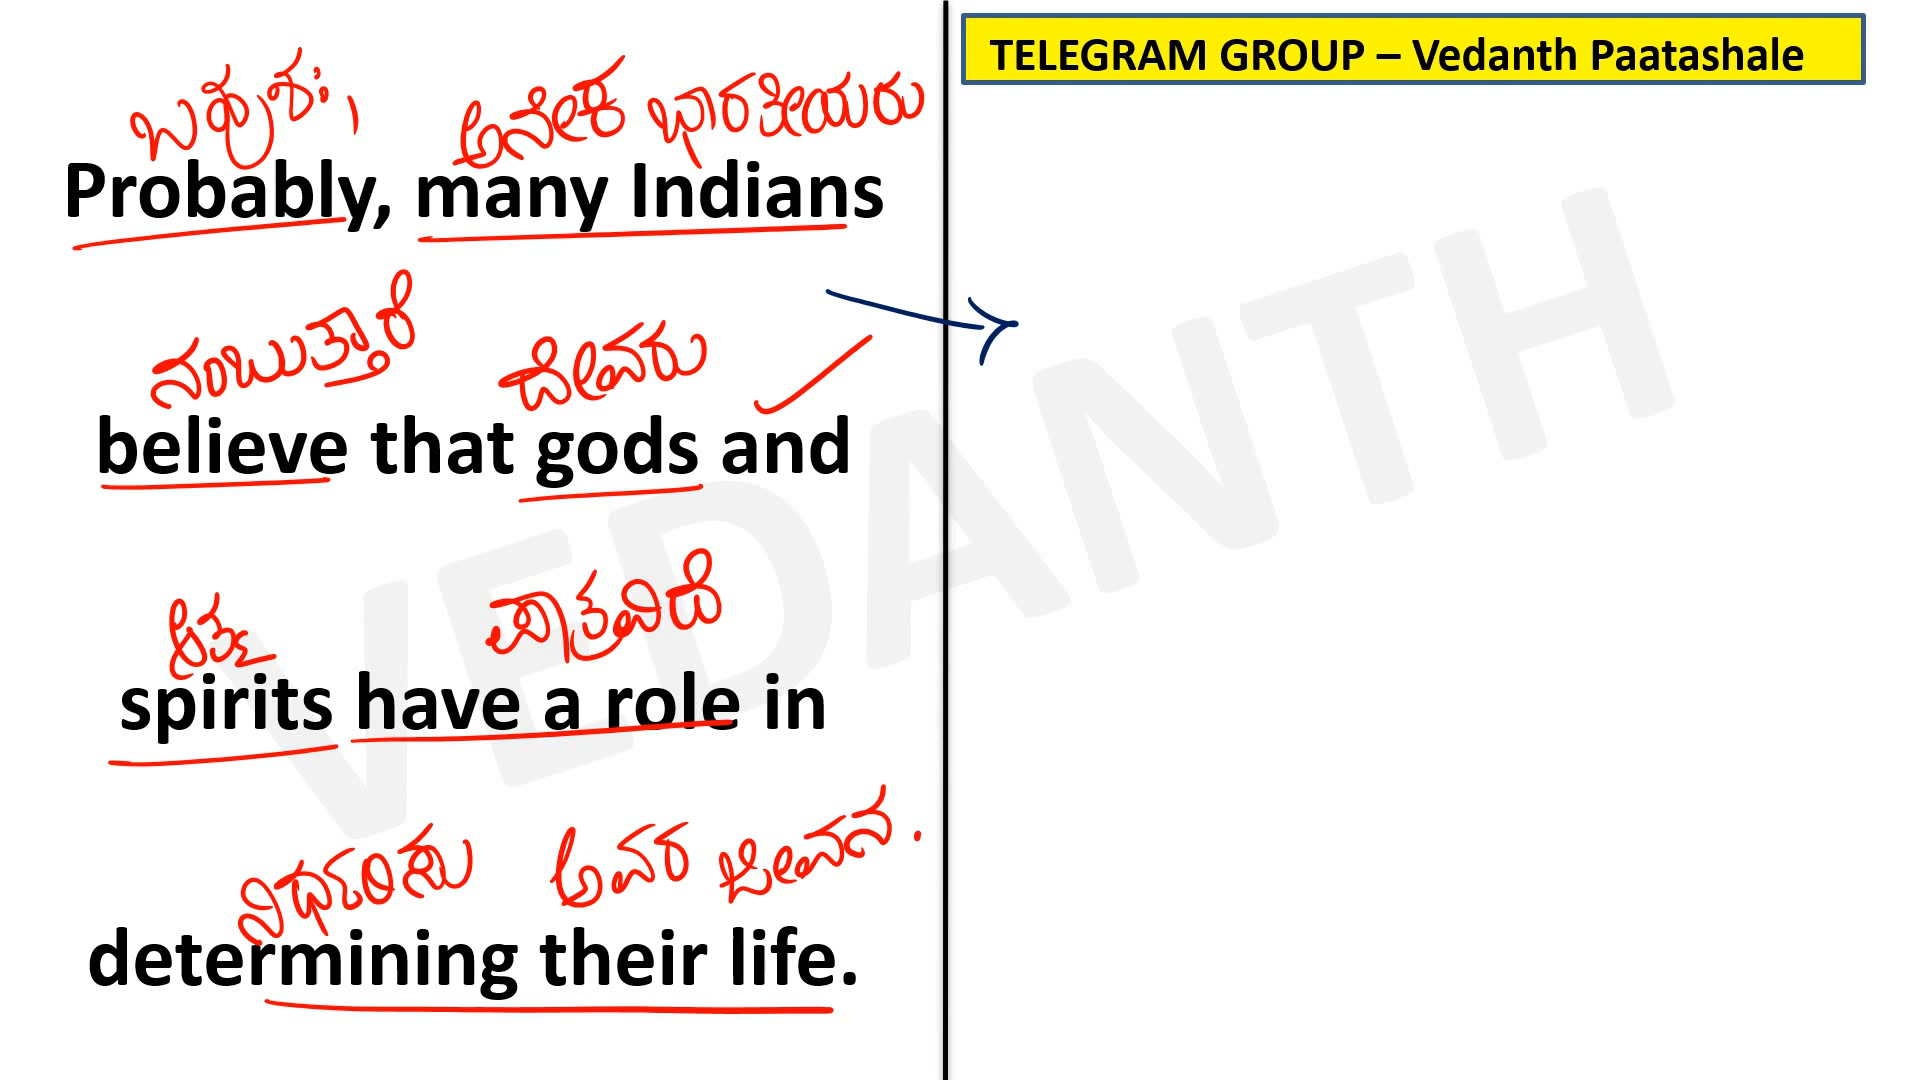 TELEGRAM GROUP – Vedanth Paatashale
ಬಹುಶಃ, ಅನೇಕ ಭಾರತೀಯರು
Probably, many Indians
ನಂಬುತ್ತಾರೆ ದೇವರು
believe that gods and
ಆತ್ಮ ಪಾತ್ರವಿದೆ
spirits have a role in
ನಿರ್ಧರಿಸು ಅವರ ಜೀವನ.
determining their life.
VEDANTH